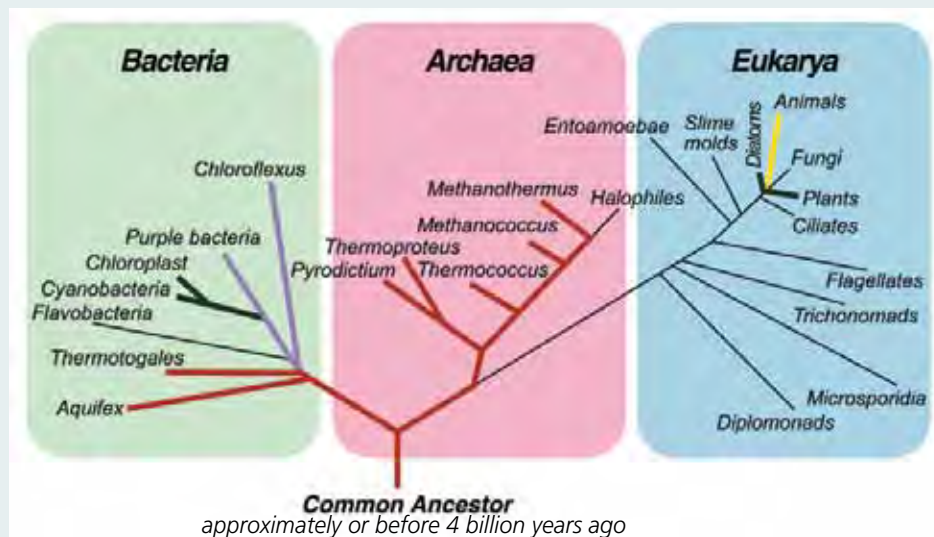 Bacteria
Archaea
Eukarya
Chloroflexus
Purple bacteria
Chloroplast
Cyanobacteria
Flavobacteria
Thermotogales
Aquifex
Methanothermus
Methanococcus
Thermoproteus
Pyrodictium
Thermococcus
Halophiles
Entoamoebae
Slime
molds
Diatoms
Animals
Fungi
Plants
Ciliates
Flagellates
Trichonomads
Microsporidia
Diplomonads
Common Ancestor
approximately or before 4 billion years ago